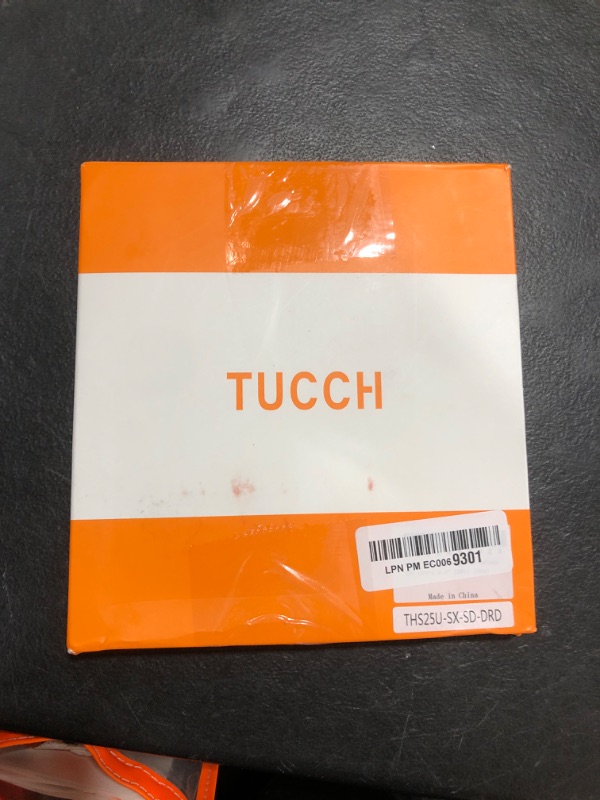 TUCCH
LPN PM EC0069301
Made in China
THS25U-SX-SD-DRD